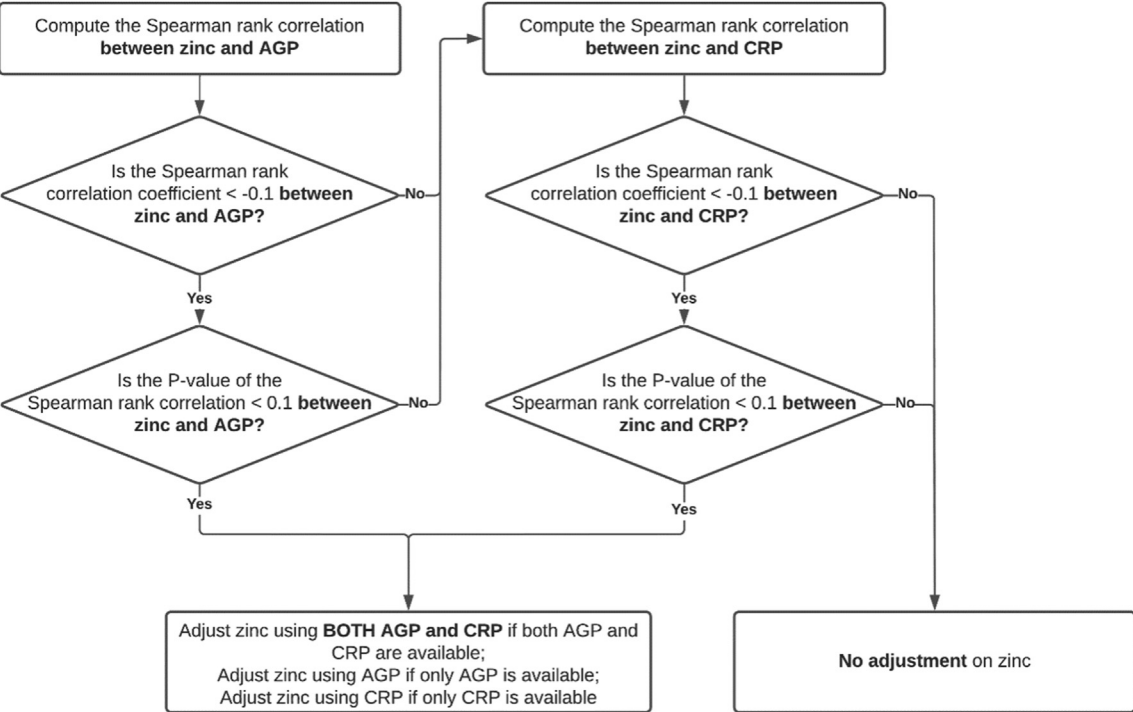 Compute the Spearman rank correlation
between zinc and AGP
Is the Spearman rank
correlation coefficient < -0.1 between
zinc and AGP?
No
Yes
Is the P-value of the
Spearman rank correlation < 0.1 between
zinc and AGP?
No
Yes
Compute the Spearman rank correlation
between zinc and CRP
Is the Spearman rank
correlation coefficient < -0.1 between
zinc and CRP?
No
Yes
Is the P-value of the
Spearman rank correlation < 0.1 between
zinc and CRP?
No
Yes
Adjust zinc using BOTH AGP and CRP if both AGP and
CRP are available;
Adjust zinc using AGP if only AGP is available;
Adjust zinc using CRP if only CRP is available
No adjustment on zinc